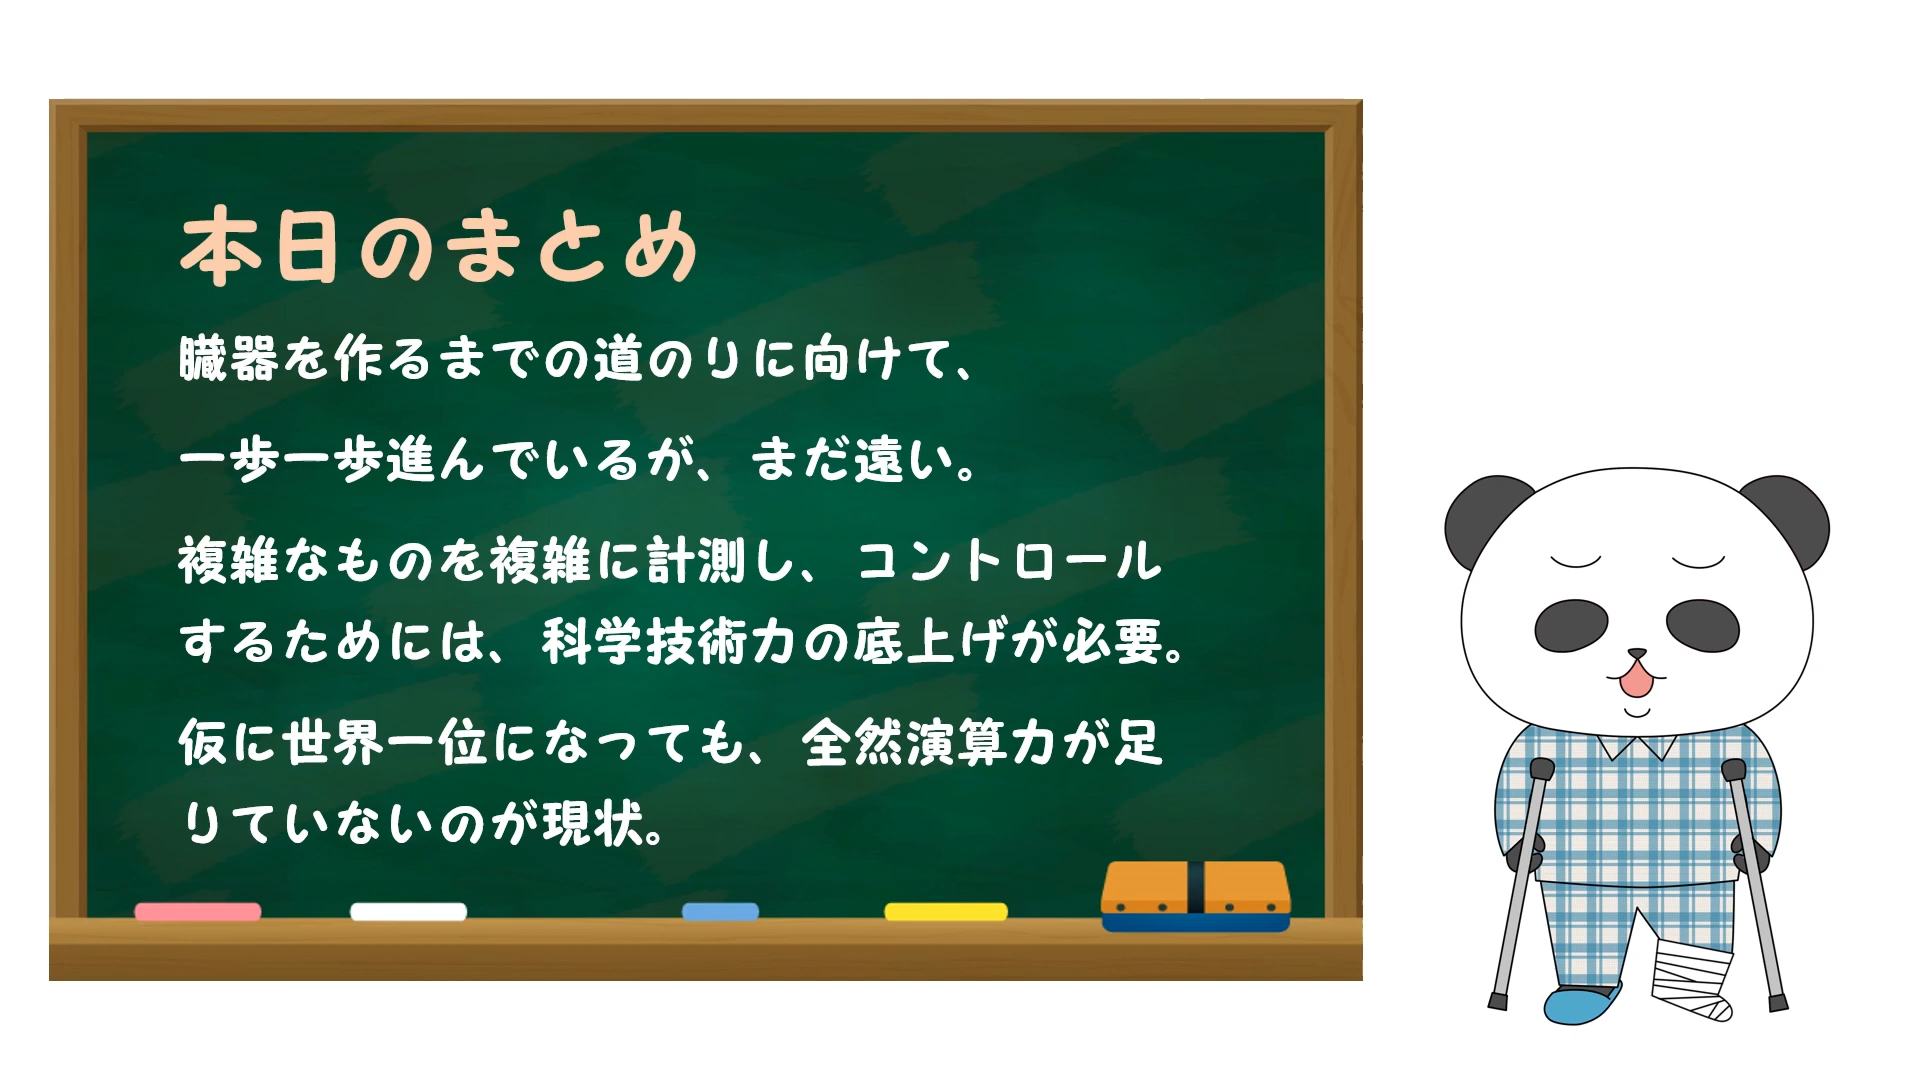 本日のまとめ
臓器を作るまでの道のりに向けて、
一歩一歩進んでいるが、まだ遠い。
複雑なものを複雑に計測し、コントロール
するためには、科学技術力の底上げが必要。
仮に世界一位になっても、全然演算力が足
りていないのが現状。